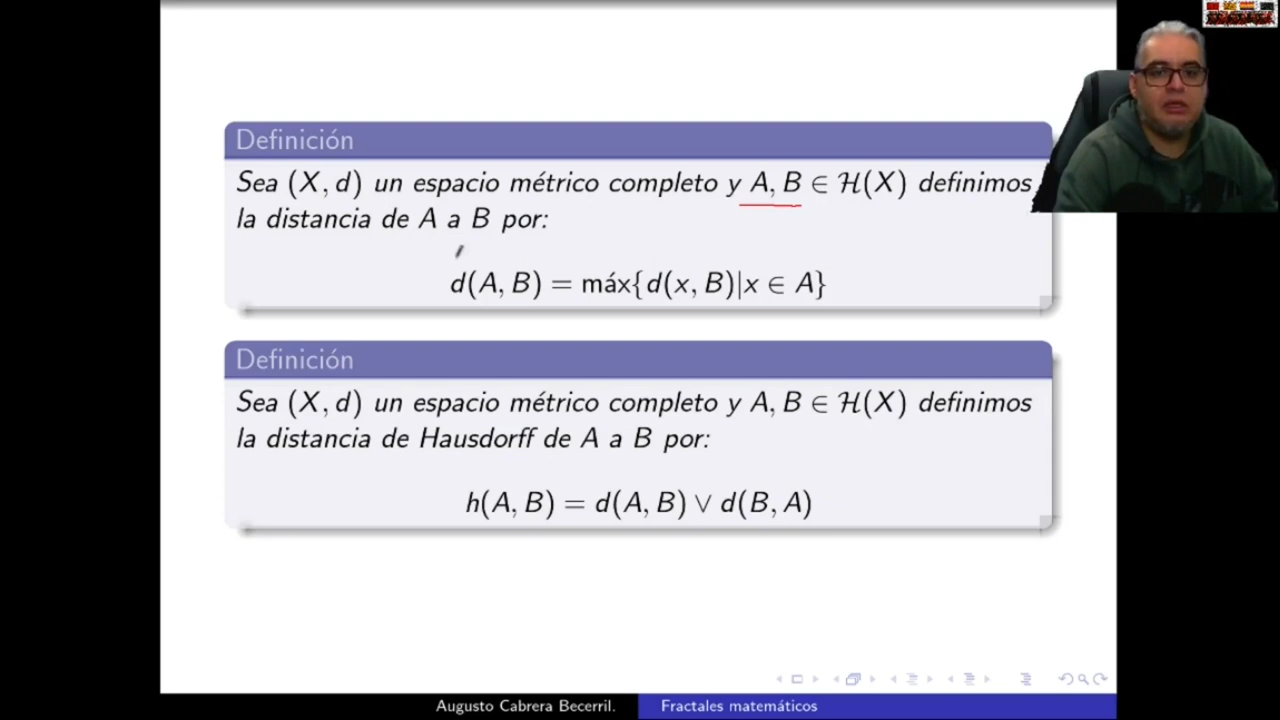 Definición
Sea (X, d) un espacio métrico completo y A, B ∈ ℋ(X) definimos
la distancia de A a B por:
d(A, B) = máx{d(x, B)|x ∈ A}
Definición
Sea (X, d) un espacio métrico completo y A, B ∈ ℋ(X) definimos
la distancia de Hausdorff de A a B por:
h(A, B) = d(A, B) ∨ d(B, A)
Augusto Cabrera Becerril.
Fractales matemáticos